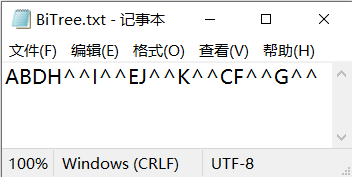 BiTree.txt - 记事本
文件(F) 编辑(E) 格式(O) 查看(V) 帮助(H)
ABDH^^I^^EJ^^K^^CF^^G^^
100% Windows (CRLF) UTF-8